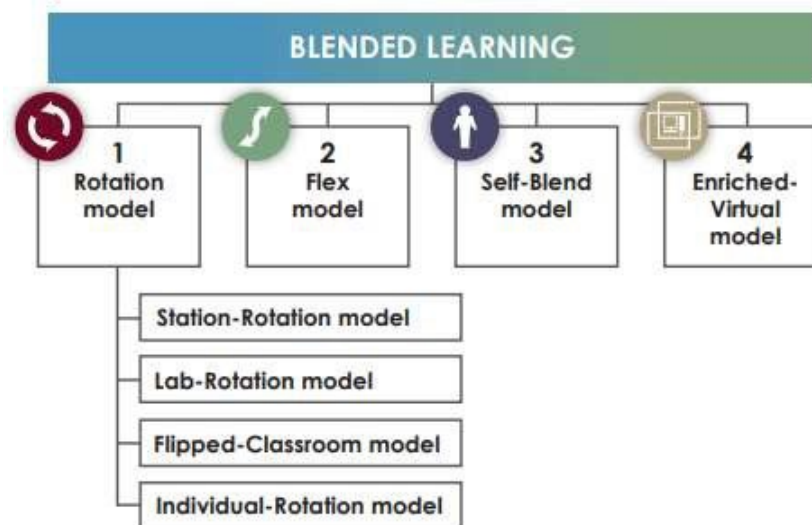 BLENDED LEARNING
1
Rotation
model
2
Flex
model
3
Self-Blend
model
4
Enriched-
Virtual
model
Station-Rotation model
Lab-Rotation model
Flipped-Classroom model
Individual-Rotation model